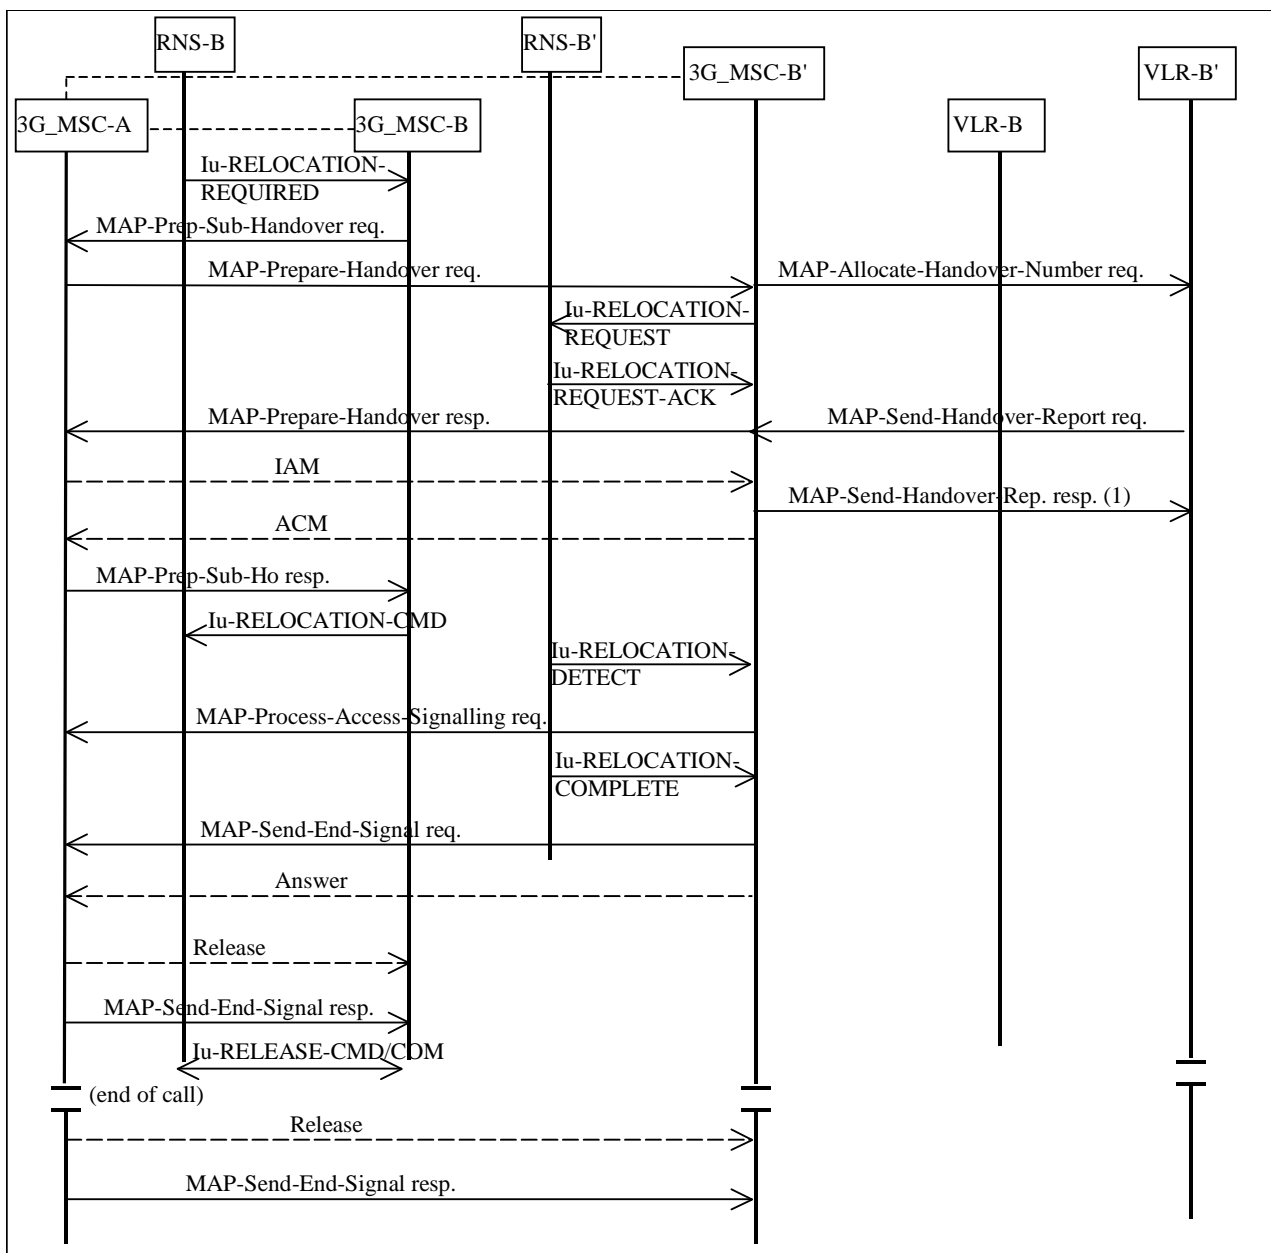 RNS-B
RNS-B'
3G_MSC-B'
VLR-B'
3G_MSC-A
3G_MSC-B
VLR-B
Iu-RELOCATION-
REQUIRED
MAP-Prep-Sub-Handover req.
MAP-Prepare-Handover req.
MAP-Allocate-Handover-Number req.
Iu-RELOCATION-
REQUEST
Iu-RELOCATION-
REQUEST-ACK
MAP-Prepare-Handover resp.
MAP-Send-Handover-Report req.
IAM
MAP-Send-Handover-Rep. resp. (1)
ACM
MAP-Prep-Sub-Ho resp.
Iu-RELOCATION-CMD
Iu-RELOCATION-
DETECT
MAP-Process-Access-Signalling req.
Iu-RELOCATION-
COMPLETE
MAP-Send-End-Signal req.
Answer
Release
MAP-Send-End-Signal resp.
Iu-RELEASE-CMD/COM
(end of call)
Release
MAP-Send-End-Signal resp.